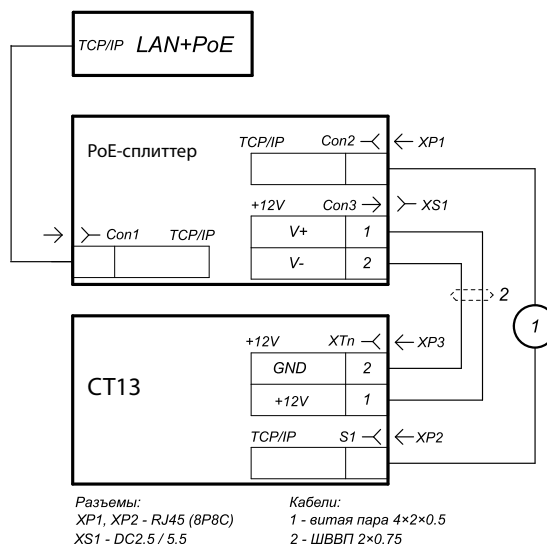 TCP/IP LAN+PoE
PoE-сплиттер
TCP/IP Con2 XP1
+12V Con3 XS1
V+ 1
V- 2
Con1 TCP/IP
2
1
CT13
+12V XTn XP3
GND 2
+12V 1
TCP/IP S1 XP2
Разъемы:
XP1, XP2 - RJ45 (8P8C)
XS1 - DC2.5 / 5.5
Кабели:
1 - витая пара 4×2×0.5
2 - ШВВП 2×0.75